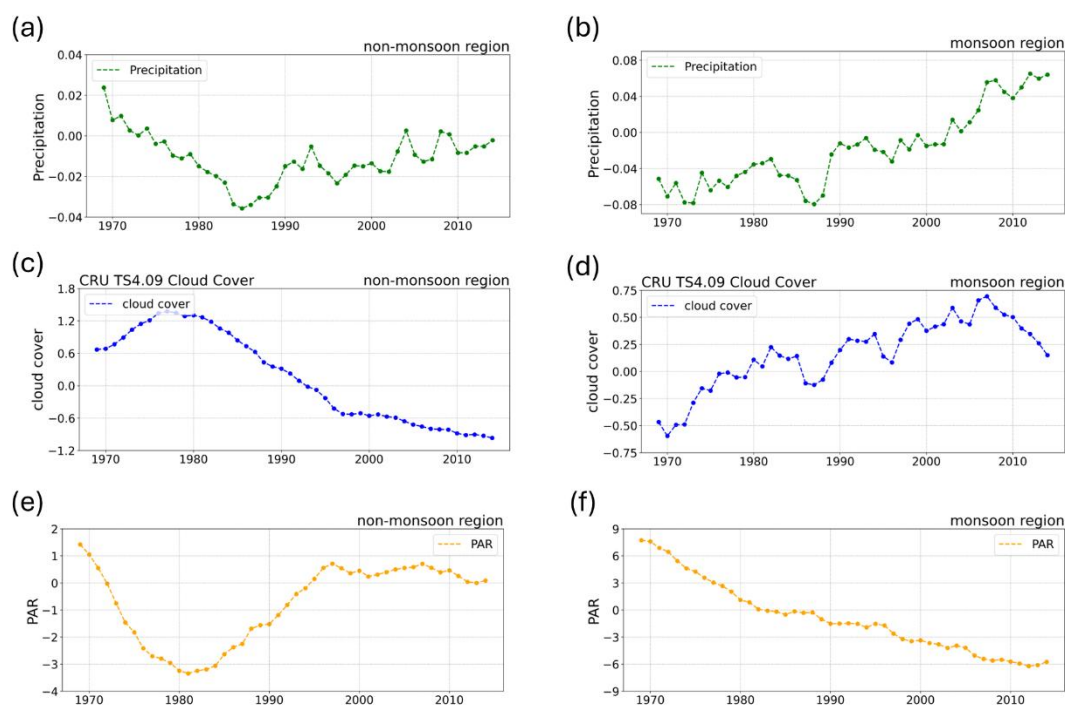 (a)
non-monsoon region
0.04
0.02
0.00
−0.02
−0.04
Precipitation
Precipitation
1970
1980
1990
2000
2010
(b)
monsoon region
0.08
0.04
0.00
−0.04
−0.08
Precipitation
Precipitation
1970
1980
1990
2000
2010
(c)
CRU TS4.09 Cloud Cover
non-monsoon region
1.8
1.2
0.6
0.0
−0.6
−1.2
cloud cover
cloud cover
1970
1980
1990
2000
2010
(d)
CRU TS4.09 Cloud Cover
monsoon region
0.75
0.50
0.25
0.00
−0.25
−0.50
−0.75
cloud cover
cloud cover
1970
1980
1990
2000
2010
(e)
non-monsoon region
2
1
0
−1
−2
−3
−4
PAR
PAR
1970
1980
1990
2000
2010
(f)
monsoon region
9
6
3
0
−3
−6
−9
PAR
PAR
1970
1980
1990
2000
2010